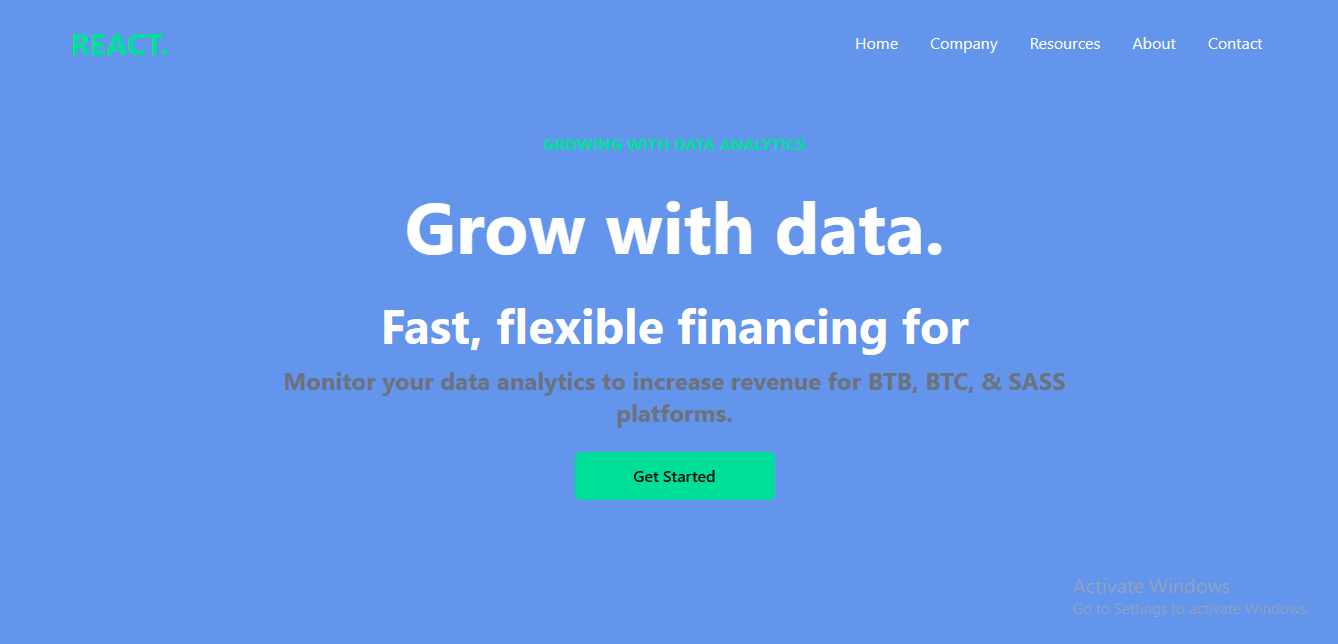 REACT.
Home Company Resources About Contact
GROWING WITH DATA ANALYTICS
Grow with data.
Fast, flexible financing for
Monitor your data analytics to increase revenue for BTB, BTC, & SASS
platforms.
Get Started
Activate Windows
Go to Settings to activate Windows.